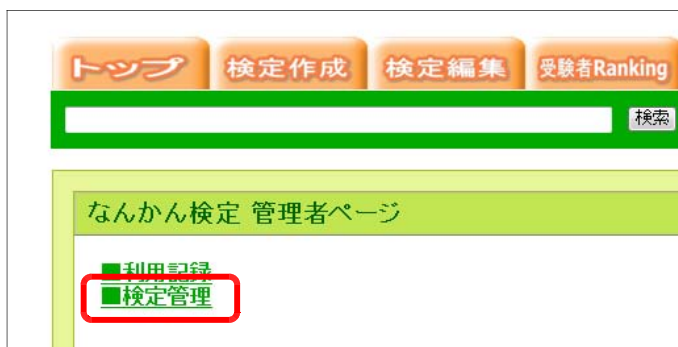 トップ 検定作成 検定編集 受験者Ranking
検索
なんかん検定 管理者ページ
■利用記録
■検定管理